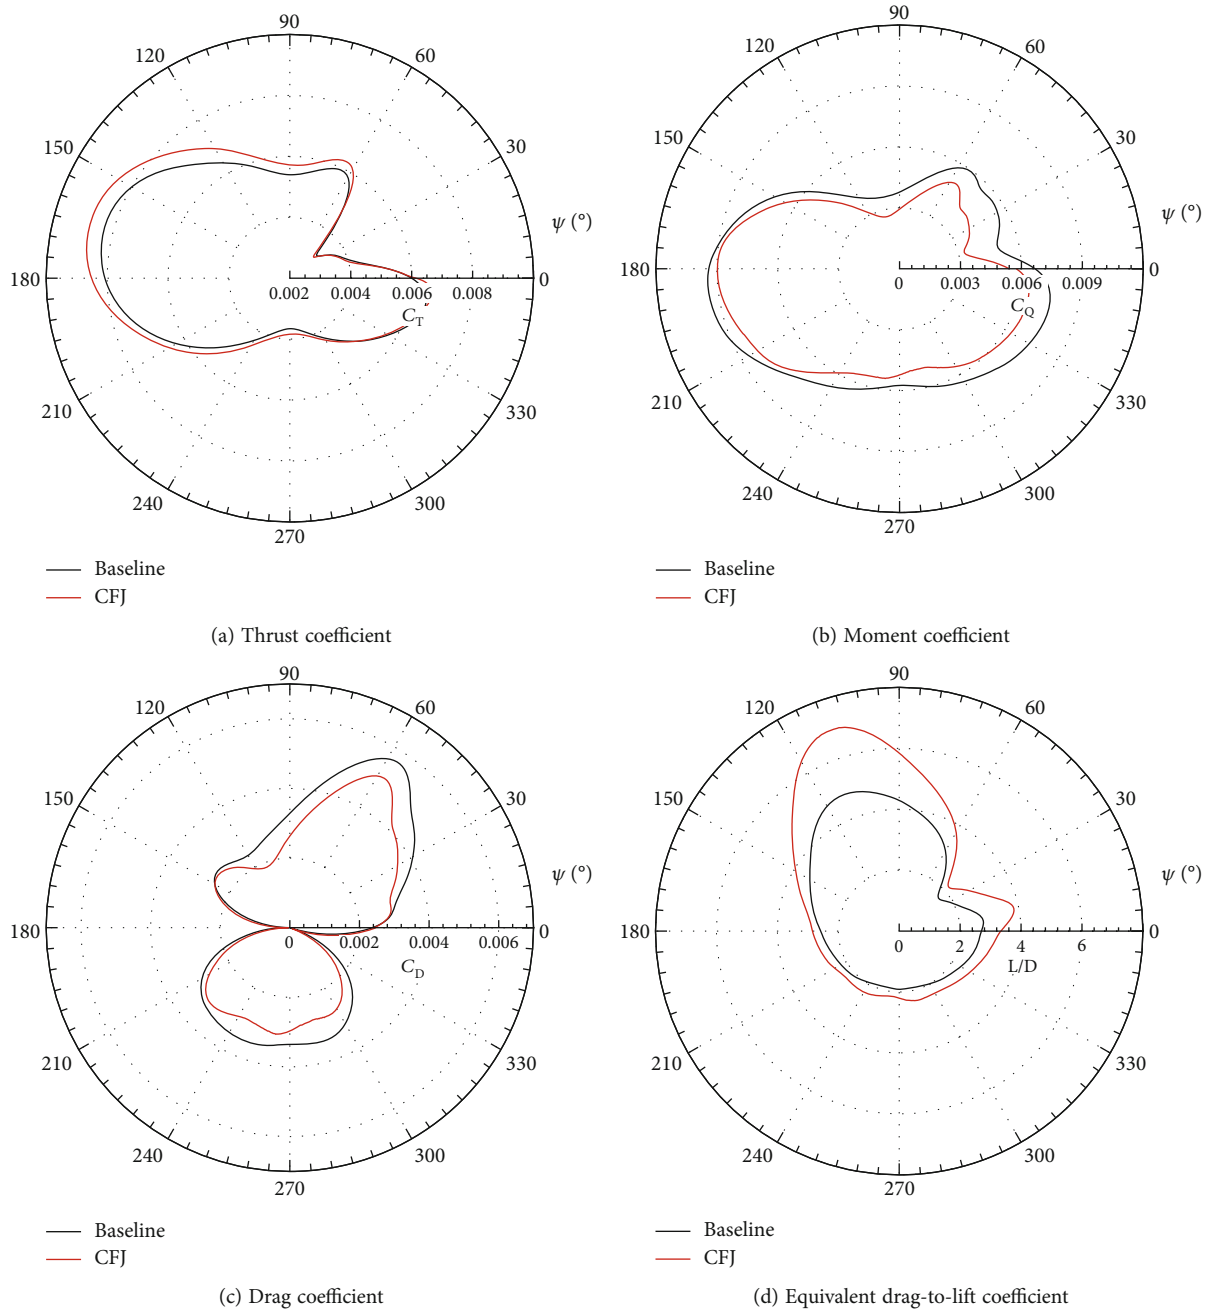 90
120
60
150
30
ψ (°)
180
0.002 0.004 0.006 0.008
0
C_T
210
330
240
300
270
Baseline
CFJ
(a) Thrust coefficient
90
120
60
150
30
ψ (°)
180
0 0.003 0.006 0.009
0
C_Q
210
330
240
300
270
Baseline
CFJ
(b) Moment coefficient
90
120
60
150
30
ψ (°)
180
0 0.002 0.004 0.006
0
C_D
210
330
240
300
270
Baseline
CFJ
(c) Drag coefficient
90
120
60
150
30
ψ (°)
180
0 2 4 6
0
L/D
210
330
240
300
270
Baseline
CFJ
(d) Equivalent drag-to-lift coefficient